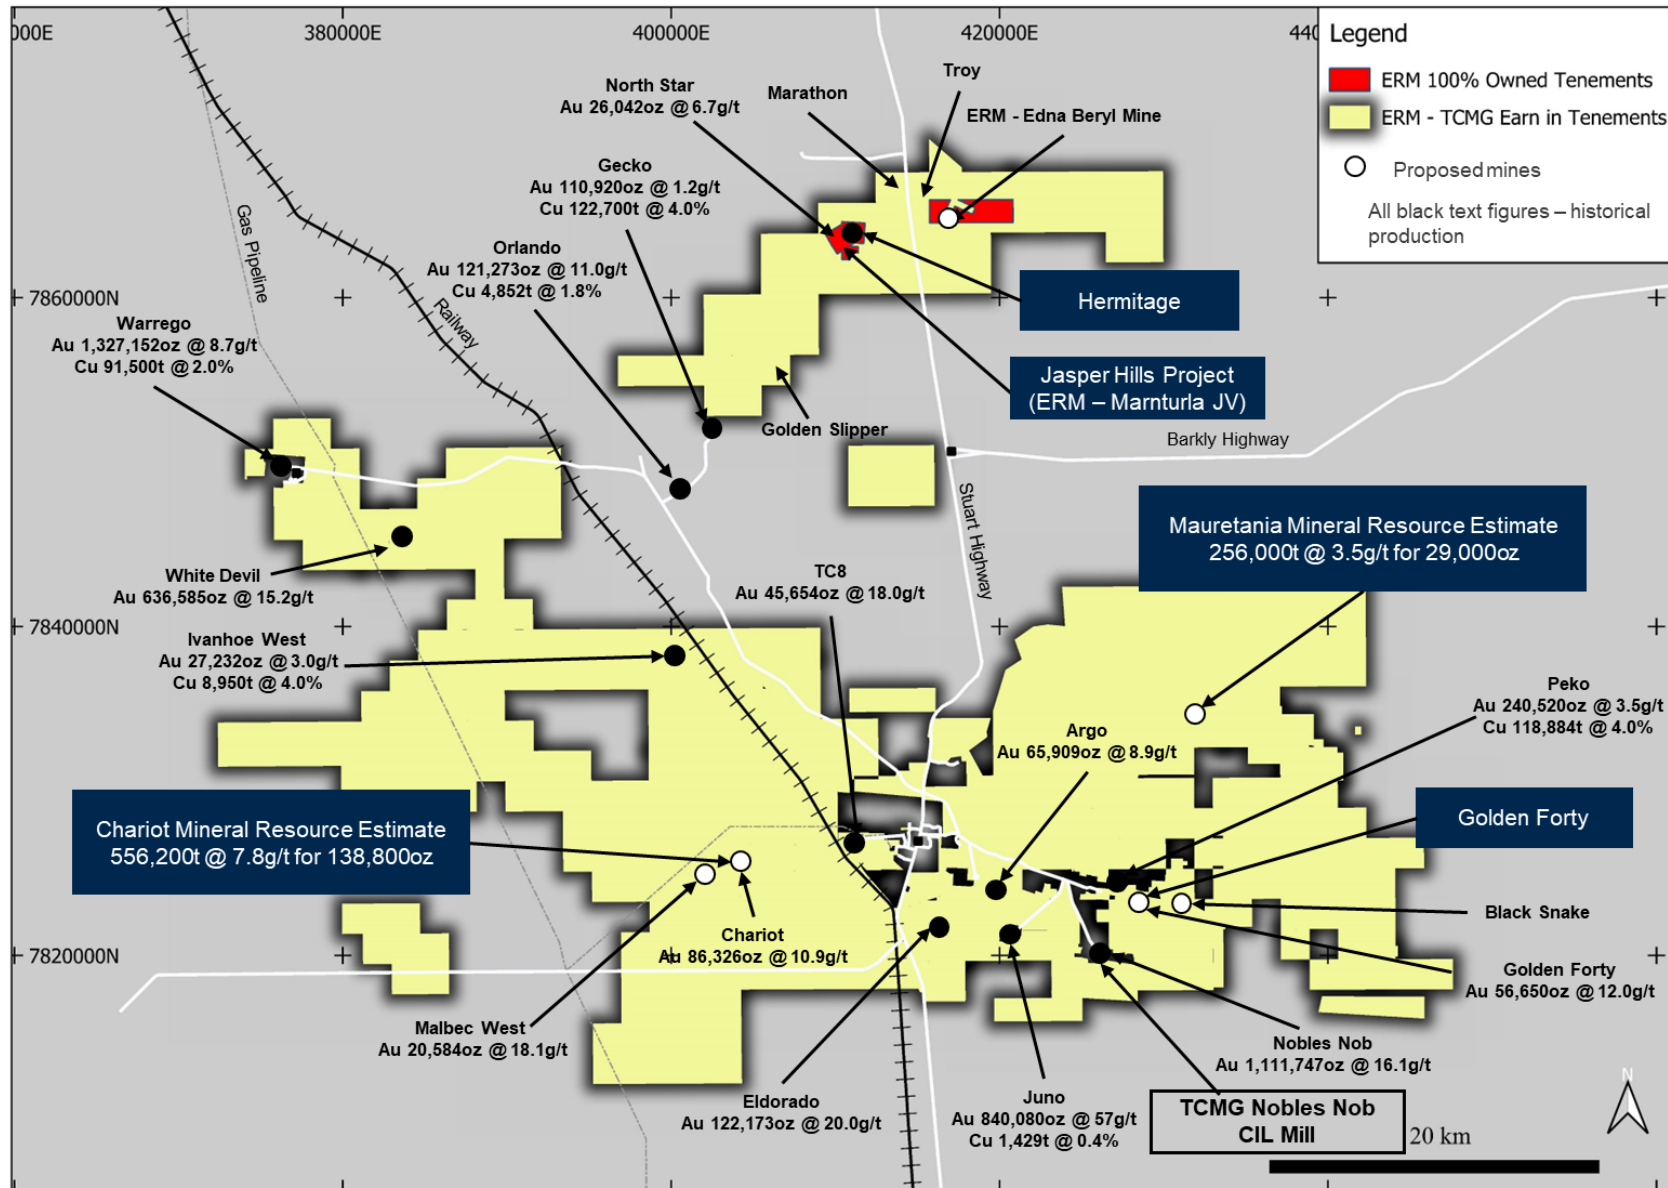 000E
380000E
400000E
420000E
440
Legend
ERM 100% Owned Tenements
ERM - TCMG Earn in Tenements
Proposed mines
All black text figures – historical
production
Troy
Marathon
North Star
Au 26,042oz @ 6.7g/t
ERM - Edna Beryl Mine
Gecko
Au 110,920oz @ 1.2g/t
Cu 122,700t @ 4.0%
Gas Pipeline
Orlando
Au 121,273oz @ 11.0g/t
Cu 4,852t @ 1.8%
7860000N
Hermitage
Railway
Warrego
Au 1,327,152oz @ 8.7g/t
Cu 91,500t @ 2.0%
Jasper Hills Project
(ERM – Marnturla JV)
Golden Slipper
Barkly Highway
Stuart Highway
Mauretania Mineral Resource Estimate
256,000t @ 3.5g/t for 29,000oz
White Devil
Au 636,585oz @ 15.2g/t
TC8
Au 45,654oz @ 18.0g/t
7840000N
Ivanhoe West
Au 27,232oz @ 3.0g/t
Cu 8,950t @ 4.0%
Peko
Au 240,520oz @ 3.5g/t
Cu 118,884t @ 4.0%
Argo
Au 65,909oz @ 8.9g/t
Chariot Mineral Resource Estimate
556,200t @ 7.8g/t for 138,800oz
Golden Forty
Black Snake
Chariot
Au 86,326oz @ 10.9g/t
7820000N
Golden Forty
Au 56,650oz @ 12.0g/t
Malbec West
Au 20,584oz @ 18.1g/t
Nobles Nob
Au 1,111,747oz @ 16.1g/t
Eldorado
Au 122,173oz @ 20.0g/t
Juno
Au 840,080oz @ 57g/t
Cu 1,429t @ 0.4%
TCMG Nobles Nob
CIL Mill
N
20 km